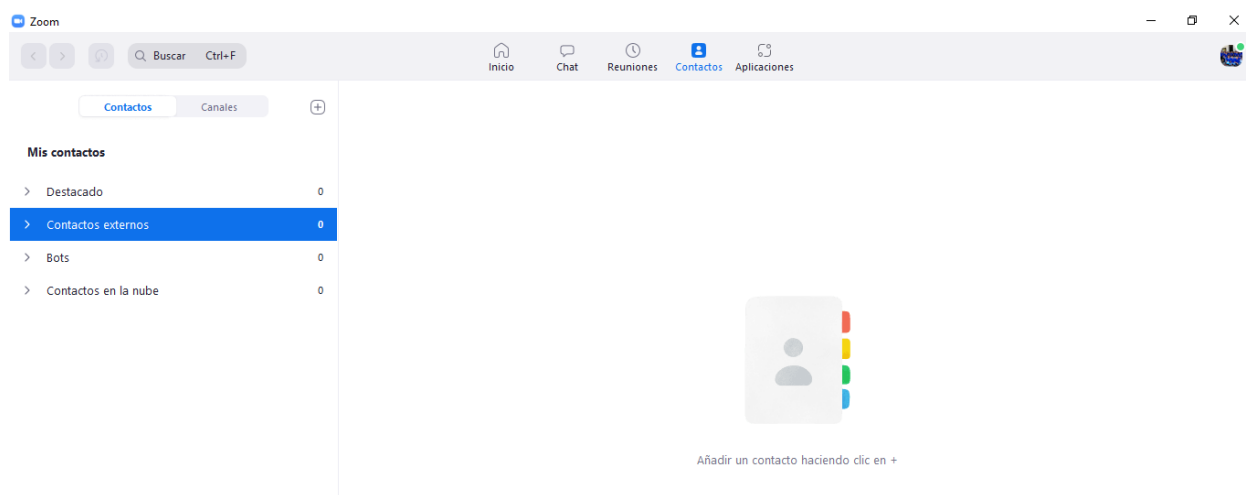 Zoom
Buscar Ctrl+F
Inicio
Chat
Reuniones
Contactos
Aplicaciones
Contactos
Canales
Mis contactos
Destacado 0
Contactos externos 0
Bots 0
Contactos en la nube 0
Añadir un contacto haciendo clic en +